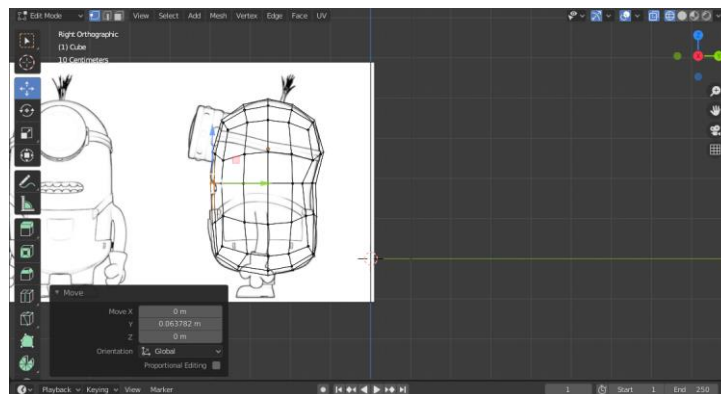 Edit Mode View Select Add Mesh Vertex Edge Face UV
Right Orthographic
(1) Cube
10 Centimeters
Z
Move
Move X 0 m
Y 0.063782 m
Z 0 m
Orientation Global
Proportional Editing
Playback Keying View Marker 1 Start 1 End 250